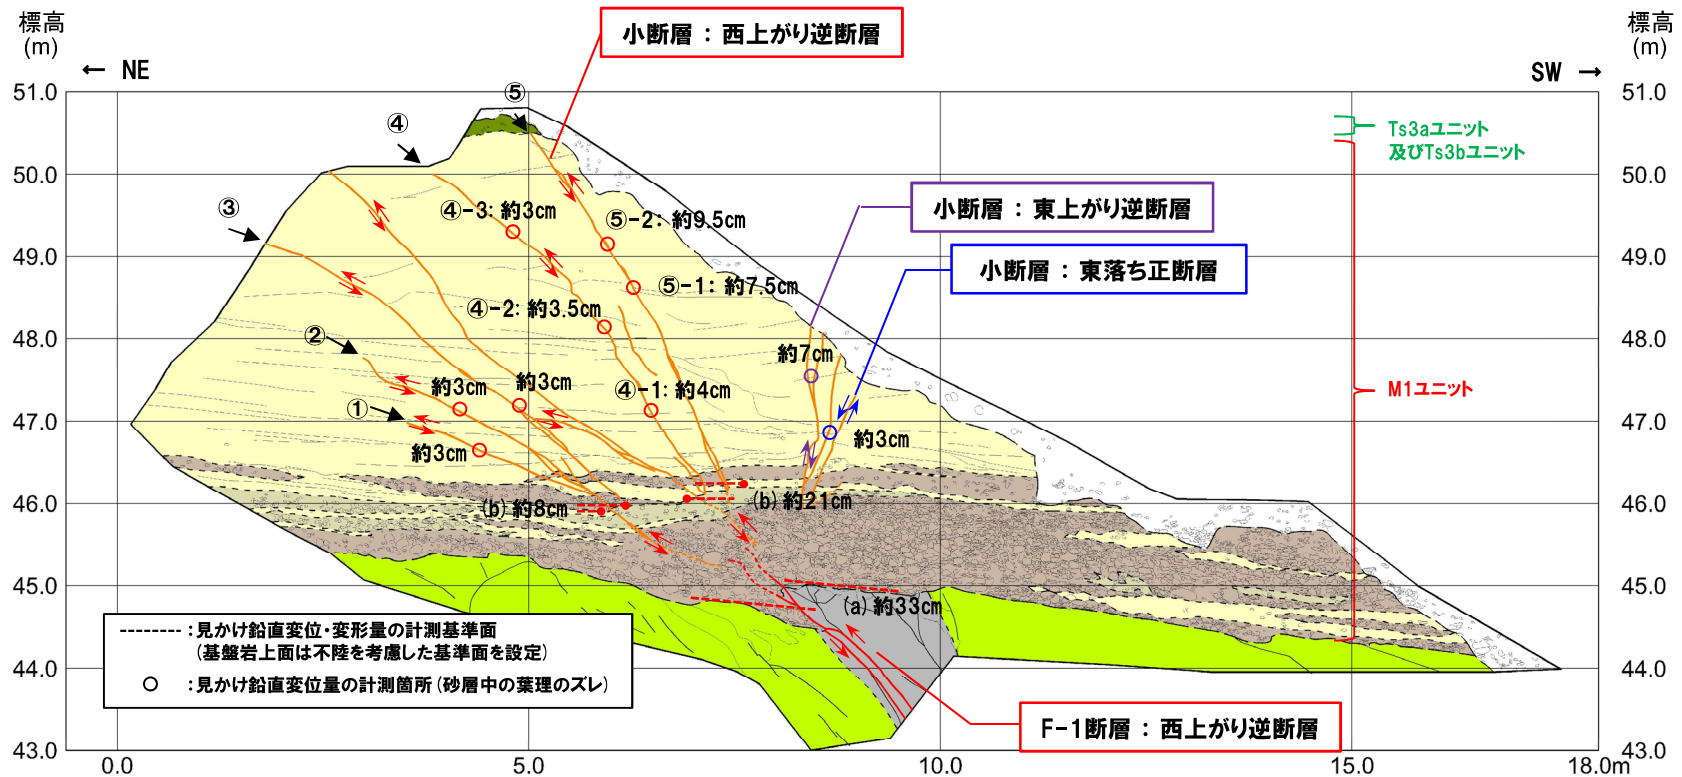 標高
(m)
← NE
小断層 : 西上がり逆断層
SW →
標高
(m)
51.0
50.0
49.0
48.0
47.0
46.0
45.0
44.0
43.0
51.0
50.0
49.0
48.0
47.0
46.0
45.0
44.0
43.0
⑤
④
③
②
①
Ts3aユニット
及びTs3bユニット
M1ユニット
小断層 : 東上がり逆断層
小断層 : 東落ち正断層
④-3: 約3cm
⑤-2: 約9.5cm
⑤-1: 約7.5cm
④-2: 約3.5cm
約7cm
約3cm
約3cm
④-1: 約4cm
約3cm
約3cm
(b) 約8cm
(b) 約21cm
(a) 約33cm
:見かけ鉛直変位・変形量の計測基準面
(基盤岩上面は不陸を考慮した基準面を設定)
:見かけ鉛直変位量の計測箇所(砂層中の葉理のズレ)
F-1断層 : 西上がり逆断層
0.0
5.0
10.0
15.0
18.0m